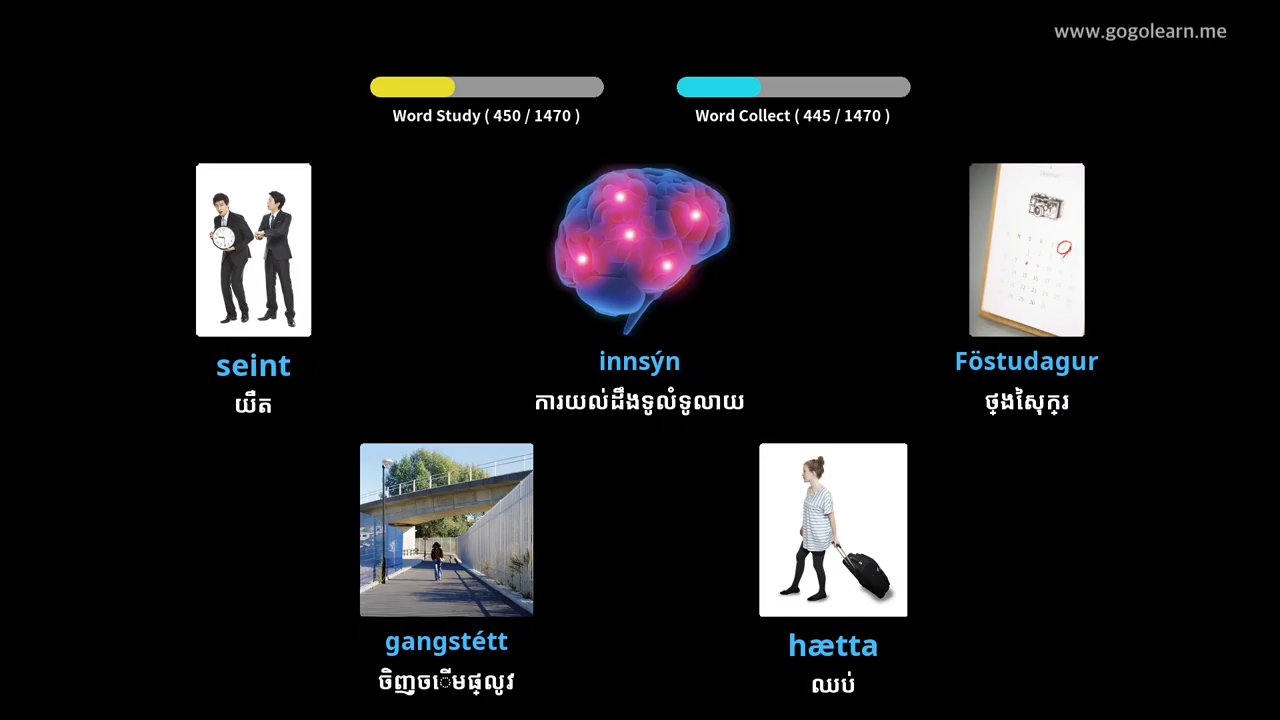 www.gogolearn.me
Word Study ( 450 / 1470 )
Word Collect ( 445 / 1470 )
seint
យឺត
innsýn
ការយល់ដឹងទូលំទូលាយ
Föstudagur
ថ្ងៃសុក្រ
gangstétt
ចិញ្ចើមផ្លូវ
hætta
ឈប់